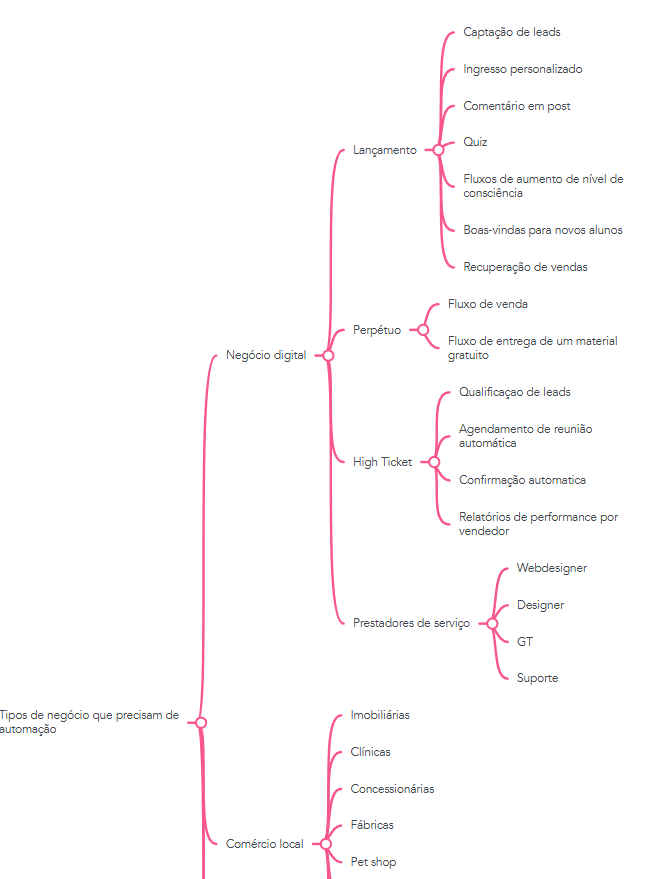 Captação de leads
Ingresso personalizado
Comentário em post
Quiz
Lançamento
Fluxos de aumento de nível de
consciência
Boas-vindas para novos alunos
Recuperação de vendas
Fluxo de venda
Perpétuo
Fluxo de entrega de um material
gratuito
Negócio digital
Qualificaçao de leads
Agendamento de reunião
automática
High Ticket
Confirmação automatica
Relatórios de performance por
vendedor
Webdesigner
Designer
Prestadores de serviço
GT
Suporte
Tipos de negócio que precisam de
automação
Imobiliárias
Clínicas
Concessionárias
Fábricas
Comércio local
Pet shop